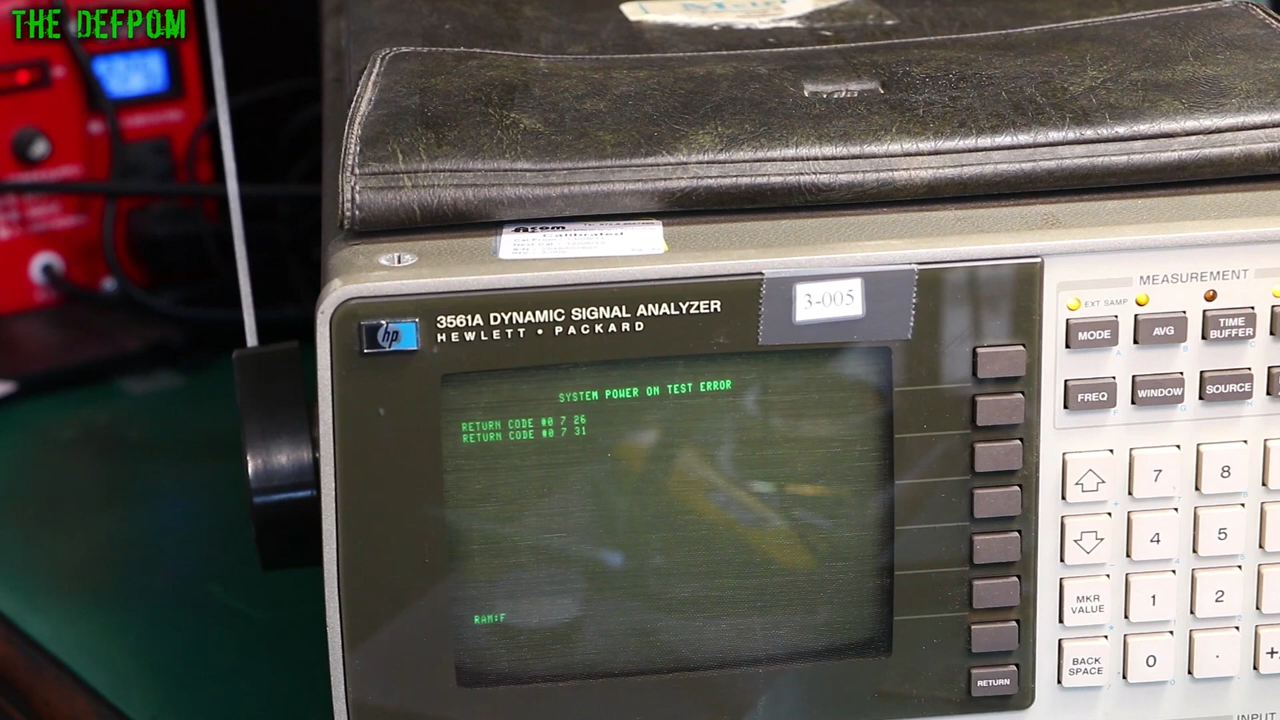 THE DEFPOM
Calibrated
3561A DYNAMIC SIGNAL ANALYZER
HEWLETT • PACKARD
hp
3-005
SYSTEM POWER ON TEST ERROR
RETURN CODE #0 7 26
RETURN CODE #0 7 31
RAM:F
MEASUREMENT
EXT SAMP
MODE
AVG
TIME
BUFFER
FREQ
WINDOW
SOURCE
7
8
4
5
MKR
VALUE
1
2
BACK
SPACE
0
.
RETURN
INPUT